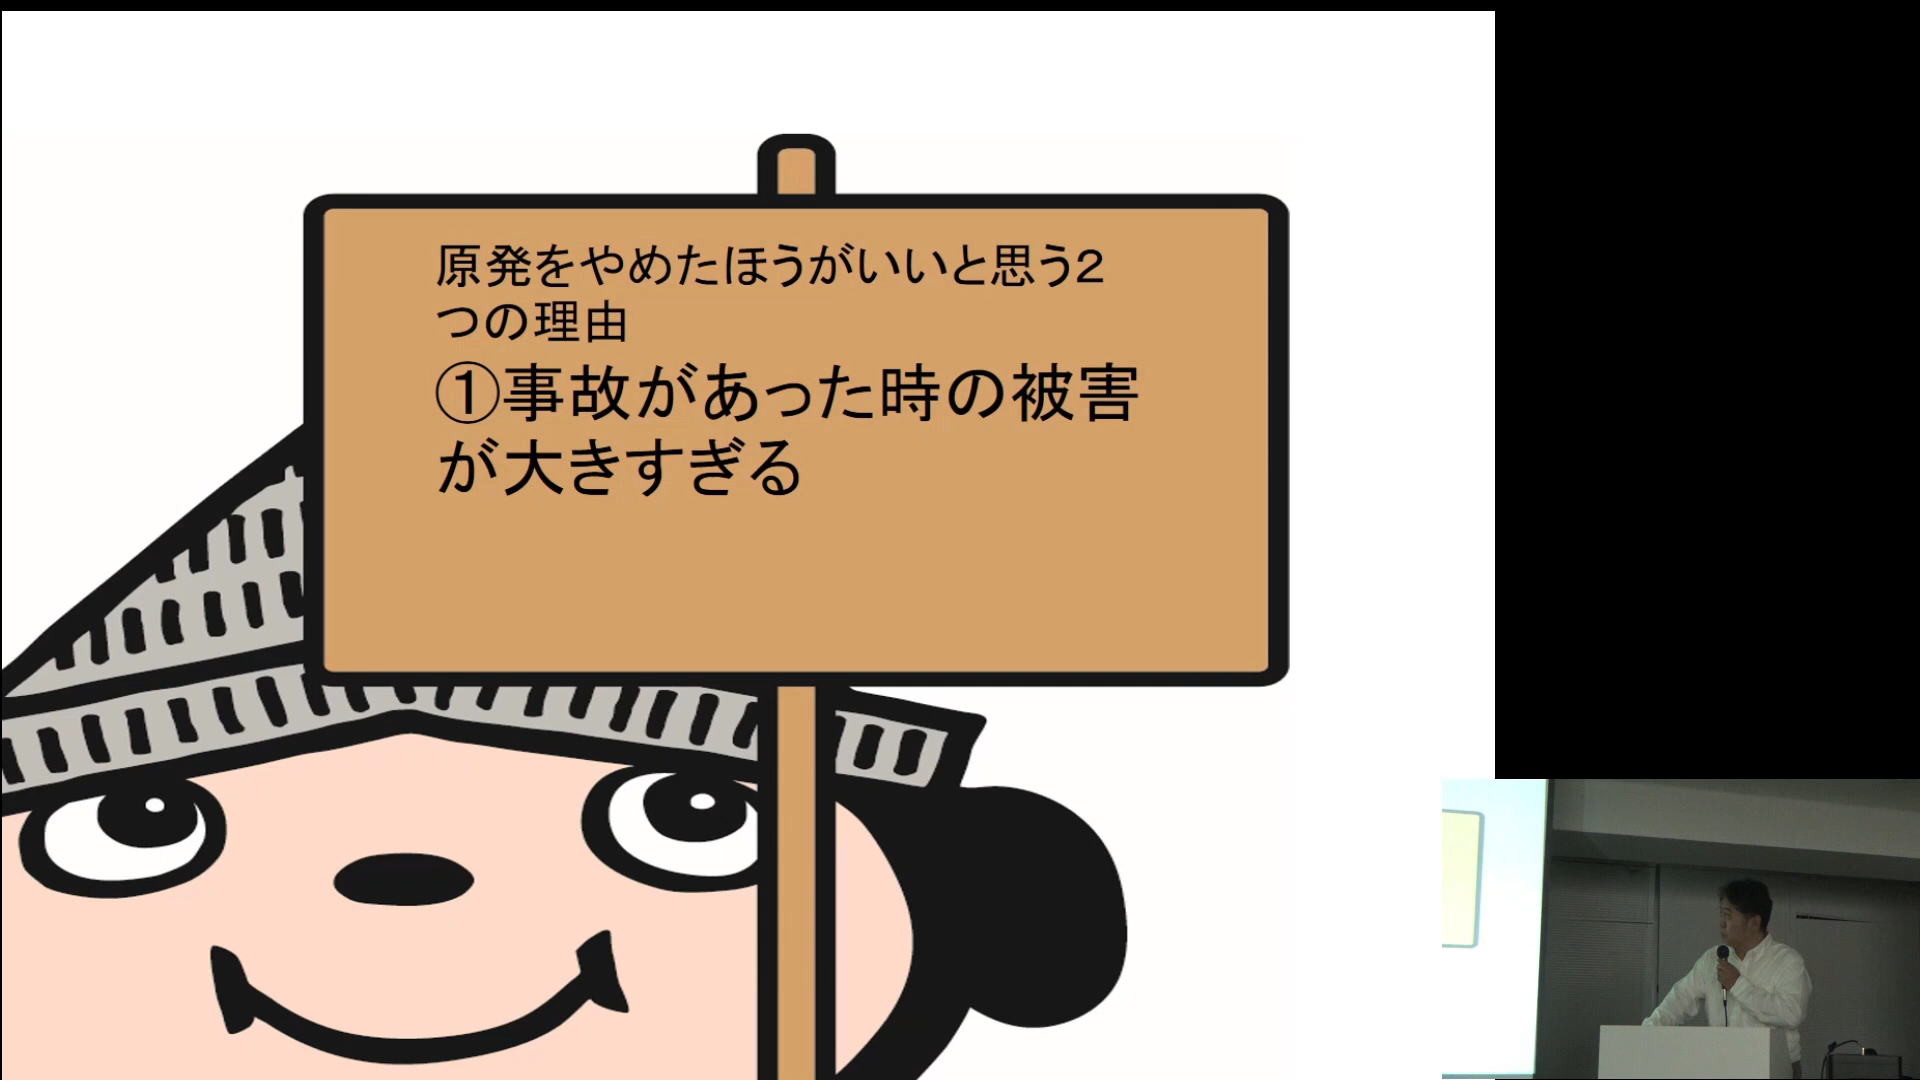 原発をやめたほうがいいと思う２
つの理由
①事故があった時の被害
が大きすぎる